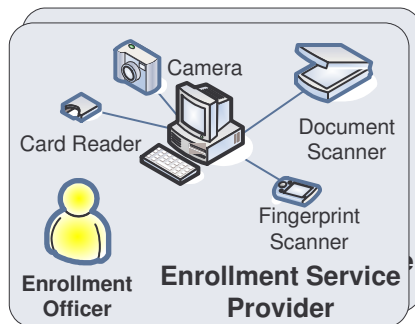 Camera
Card Reader
Document
Scanner
Fingerprint
Scanner
Enrollment
Officer
Enrollment Service
Provider
e